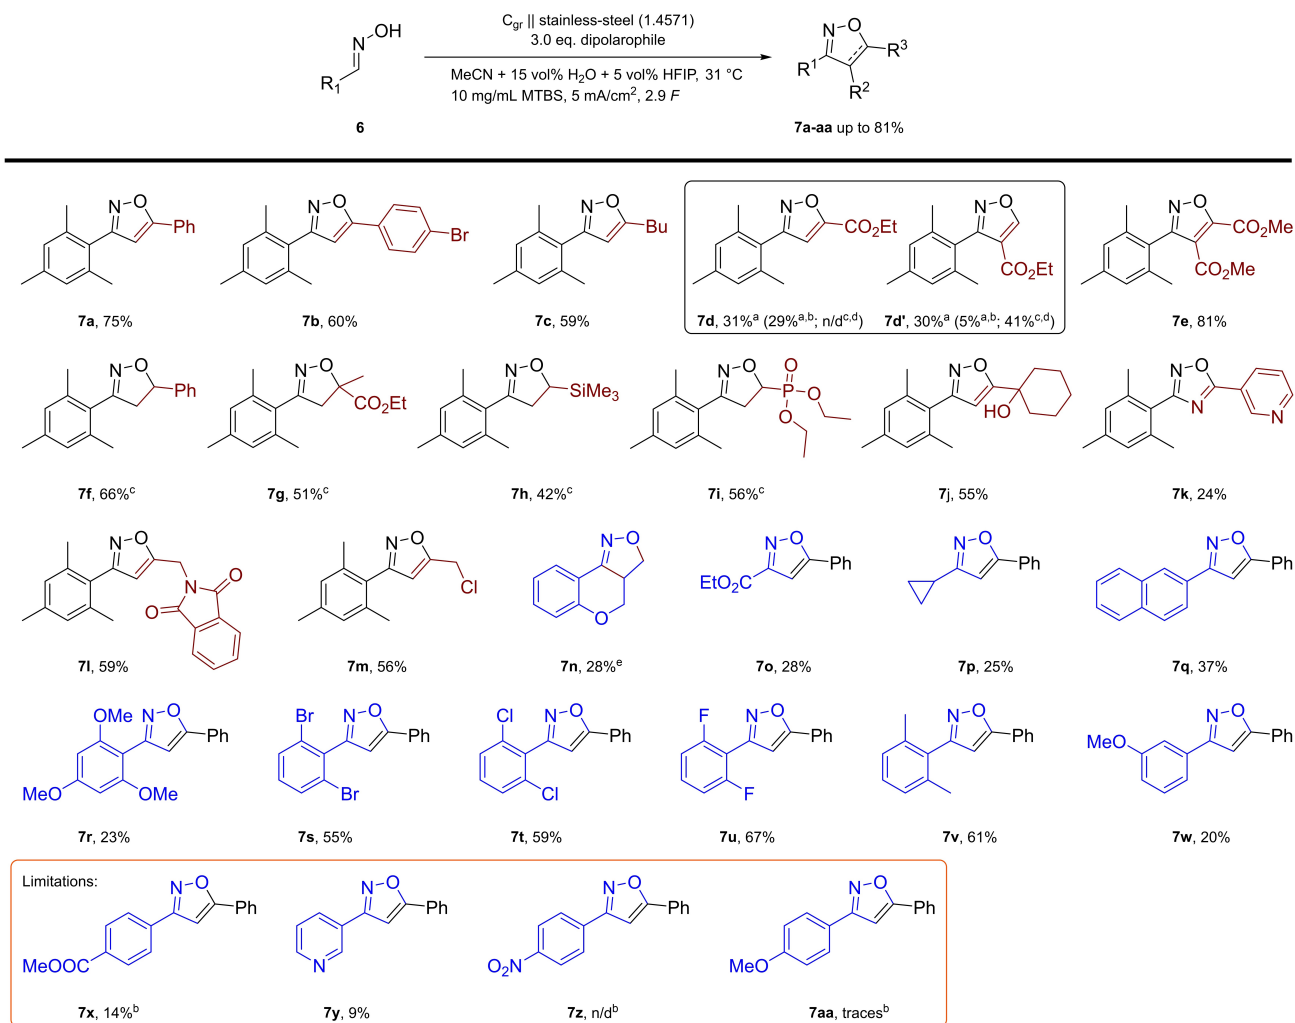 C_gr || stainless-steel (1.4571)
3.0 eq. dipolarophile
MeCN + 15 vol% H₂O + 5 vol% HFIP, 31 °C
10 mg/mL MTBS, 5 mA/cm², 2.9 F
N OH
R₁
6
N O
R¹ R² R³
7a-aa up to 81%
N O Ph
N O Br
N O Bu
N O CO₂Et
N O CO₂Et
N O CO₂Me CO₂Me
7a, 75%
7b, 60%
7c, 59%
7d, 31%ᵃ (29%ᵃ,ᵇ; n/dᶜ,ᵈ)
7d', 30%ᵃ (5%ᵃ,ᵇ; 41%ᶜ,ᵈ)
7e, 81%
N O Ph
N O CO₂Et
N O SiMe₃
N O O P O O
N O HO
N O N N
7f, 66%ᶜ
7g, 51%ᶜ
7h, 42%ᶜ
7i, 56%ᶜ
7j, 55%
7k, 24%
N O N O O
N O Cl
N O O
N O EtO₂C Ph
N O Ph
N O Ph
7l, 59%
7m, 56%
7n, 28%ᵉ
7o, 28%
7p, 25%
7q, 37%
OMe N O Ph MeO OMe
Br N O Ph Br
Cl N O Ph Cl
F N O Ph F
N O Ph
N O Ph MeO
7r, 23%
7s, 55%
7t, 59%
7u, 67%
7v, 61%
7w, 20%
Limitations:
N O Ph MeOOC
N O Ph N
N O Ph O₂N
N O Ph MeO
7x, 14%ᵇ
7y, 9%
7z, n/dᵇ
7aa, tracesᵇ